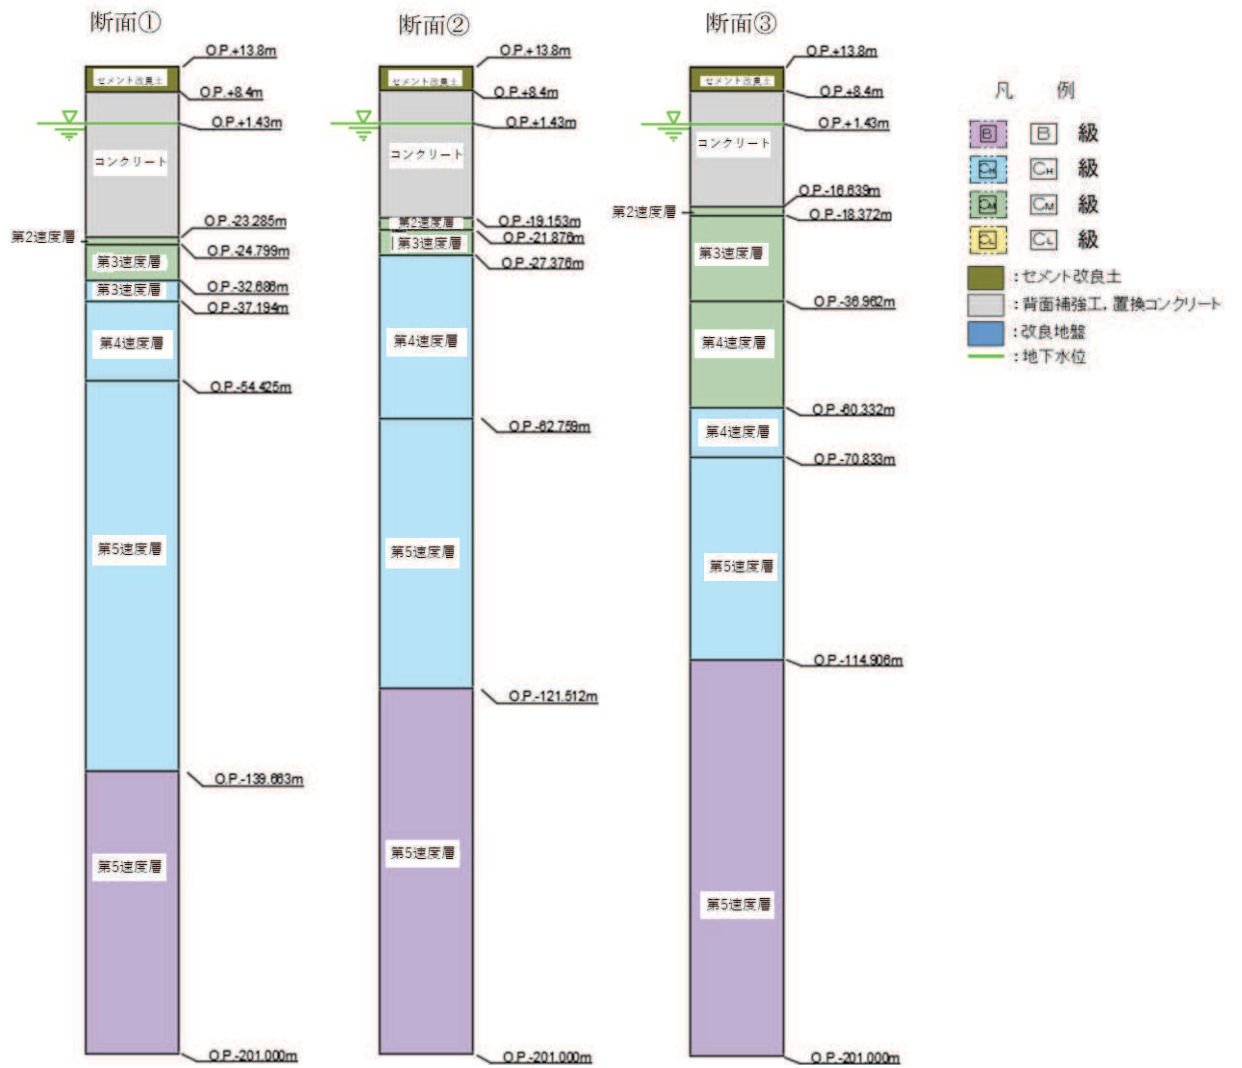 断面①
O.P.+13.8m
セメント改良土
O.P.+8.4m
O.P.+1.43m
コンクリート
O.P.-23.285m
第2速度層
O.P.-24.799m
第3速度層
O.P.-32.686m
第3速度層
O.P.-37.194m
第4速度層
O.P.-54.425m
第5速度層
O.P.-139.663m
第5速度層
O.P.-201.000m
断面②
O.P.+13.8m
セメント改良土
O.P.+8.4m
O.P.+1.43m
コンクリート
第2速度層
O.P.-19.153m
O.P.-21.876m
第3速度層
O.P.-27.376m
第4速度層
O.P.-62.759m
第5速度層
O.P.-121.512m
第5速度層
O.P.-201.000m
断面③
O.P.+13.8m
セメント改良土
O.P.+8.4m
O.P.+1.43m
コンクリート
O.P.-16.639m
第2速度層
O.P.-18.372m
第3速度層
O.P.-36.962m
第4速度層
O.P.-60.332m
第4速度層
O.P.-70.833m
第5速度層
O.P.-114.906m
第5速度層
O.P.-201.000m
凡 例
B B 級
CH CH 級
CM CM 級
CL CL 級
:セメント改良土
:背面補強工,置換コンクリート
:改良地盤
:地下水位